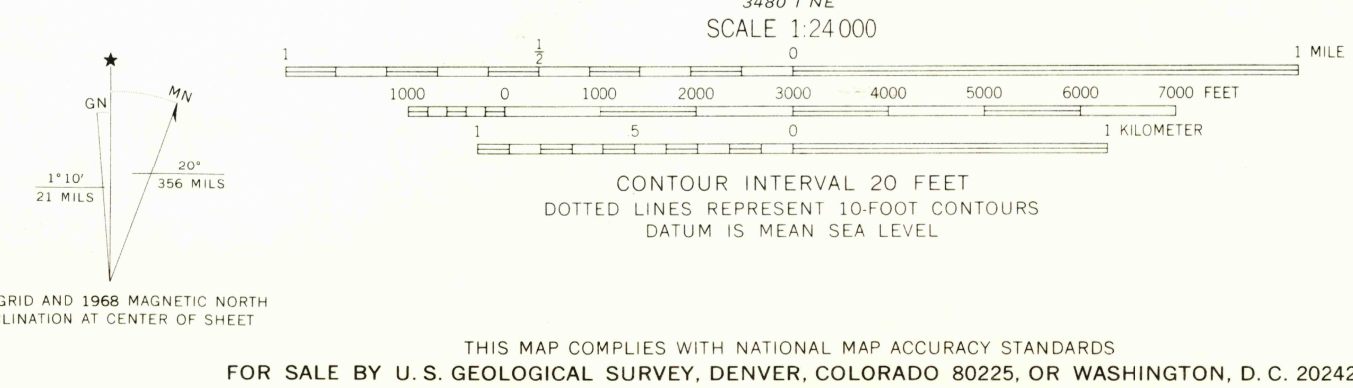 3480 I NE
SCALE 1:24 000
1 1/2 0 1 MILE
1000 0 1000 2000 3000 4000 5000 6000 7000 FEET
1 5 0 1 KILOMETER
CONTOUR INTERVAL 20 FEET
DOTTED LINES REPRESENT 10-FOOT CONTOURS
DATUM IS MEAN SEA LEVEL
★
GN
MN
1°10'
21 MILS
20°
356 MILS
GRID AND 1968 MAGNETIC NORTH
LINATION AT CENTER OF SHEET
THIS MAP COMPLIES WITH NATIONAL MAP ACCURACY STANDARDS
FOR SALE BY U. S. GEOLOGICAL SURVEY, DENVER, COLORADO 80225, OR WASHINGTON, D. C. 20242